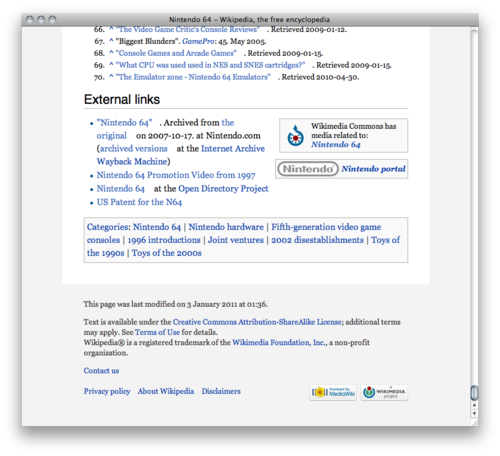 Nintendo 64 – Wikipedia, the free encyclopedia
66. ^ "The Video Game Critic's Console Reviews" . Retrieved 2009-01-12.
67. ^ "Biggest Blunders". GamePro: 45. May 2005.
68. ^ "Console Games and Arcade Games" . Retrieved 2009-01-15.
69. ^ "What CPU was used used in NES and SNES cartridges?" . Retrieved 2009-01-15.
70. ^ "The Emulator zone - Nintendo 64 Emulators" . Retrieved 2010-04-30.
External links
• "Nintendo 64" . Archived from the
original on 2007-10-17. at Nintendo.com
(archived versions at the Internet Archive
Wayback Machine)
• Nintendo 64 Promotion Video from 1997
• Nintendo 64 at the Open Directory Project
• US Patent for the N64
Wikimedia Commons has
media related to:
Nintendo 64
Nintendo Nintendo portal
Categories: Nintendo 64 | Nintendo hardware | Fifth-generation video game
consoles | 1996 introductions | Joint ventures | 2002 disestablishments | Toys of
the 1990s | Toys of the 2000s
This page was last modified on 3 January 2011 at 01:36.
Text is available under the Creative Commons Attribution-ShareAlike License; additional terms
may apply. See Terms of Use for details.
Wikipedia® is a registered trademark of the Wikimedia Foundation, Inc., a non-profit
organization.
Contact us
Privacy policy About Wikipedia Disclaimers
Powered By
MediaWiki
A
WIKIMEDIA
project